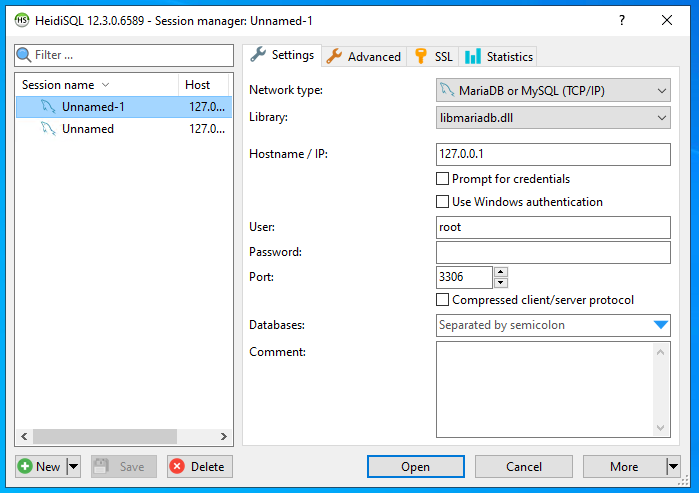 HS HeidiSQL 12.3.0.6589 - Session manager: Unnamed-1
Filter ...
Session name Host
Unnamed-1 127.0...
Unnamed 127.0...
New
Save
Delete
Settings Advanced SSL Statistics
Network type: MariaDB or MySQL (TCP/IP)
Library: libmariadb.dll
Hostname / IP: 127.0.0.1
Prompt for credentials
Use Windows authentication
User: root
Password:
Port: 3306
Compressed client/server protocol
Databases: Separated by semicolon
Comment:
Open
Cancel
More